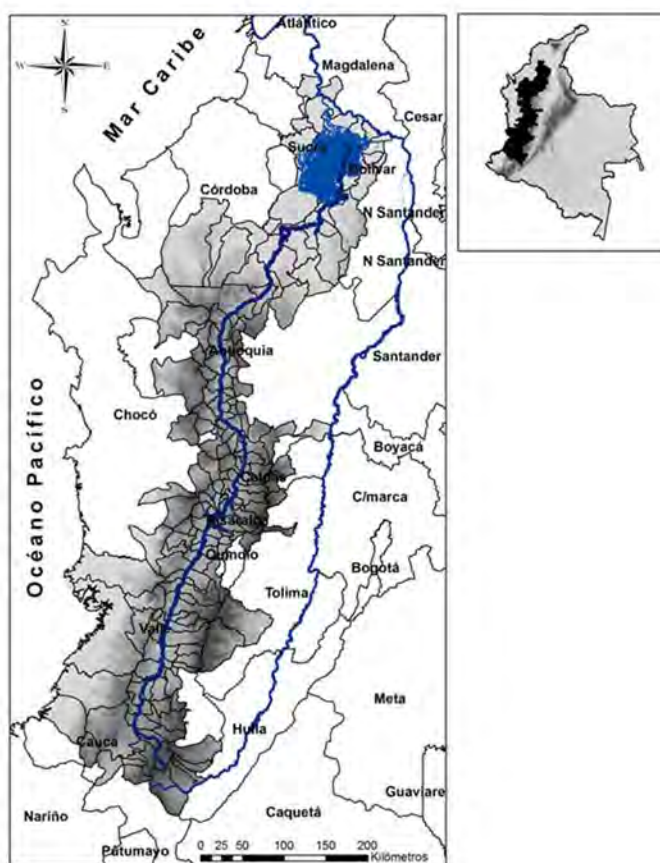 Atlántico
N
W
E
S
Magdalena
Mar Caribe
Cesar
Sucre
Bolívar
Córdoba
N Santander
N Santander
Antioquia
Santander
Océano Pacífico
Chocó
Boyacá
Caldas
C/marca
Risaralda
Quindío
Bogotá
Tolima
Valle
Meta
Huila
Cauca
Guaviare
Nariño
Caquetá
Putumayo
0 25 50 100 150 200
Kilómetros